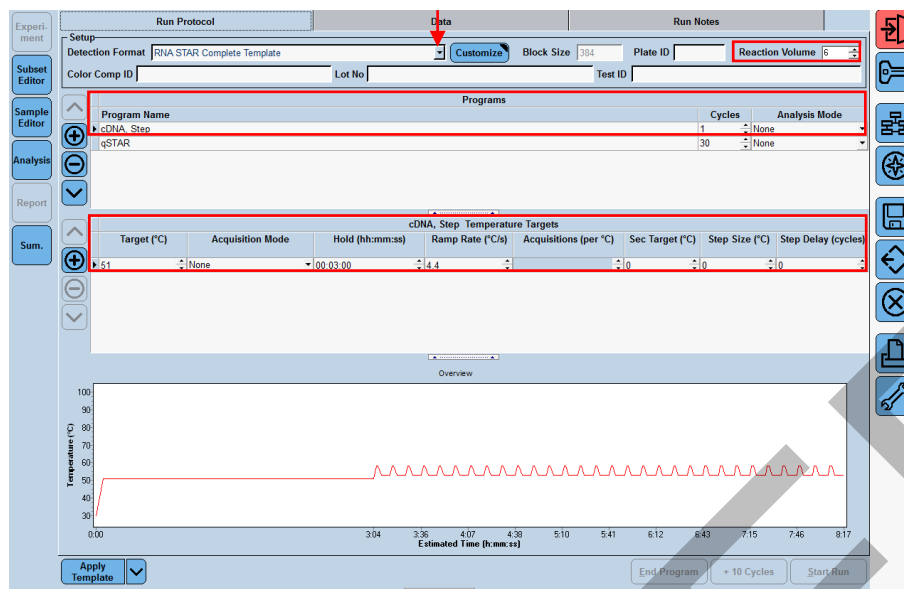 Experi-
ment
Run Protocol Data Run Notes
Setup
Detection Format RNA STAR Complete Template Customize Block Size 384 Plate ID Reaction Volume 6
Color Comp ID Lot No Test ID
Subset
Editor
Sample
Editor
Analysis
Report
Sum.
Programs
Program Name Cycles Analysis Mode
cDNA, Step 1 None
qSTAR 30 None
cDNA, Step Temperature Targets
Target (°C) Acquisition Mode Hold (hh:mm:ss) Ramp Rate (°C/s) Acquisitions (per °C) Sec Target (°C) Step Size (°C) Step Delay (cycles)
51 None 00:03:00 4.4 0 0 0
Overview
Temperature (°C)
100
90
80
70
60
50
40
30
0:00 3:04 3:36 4:07 4:38 5:10 5:41 6:12 6:43 7:15 7:46 8:17
Estimated Time (h:mm:ss)
Apply
Template
End Program + 10 Cycles Start Run